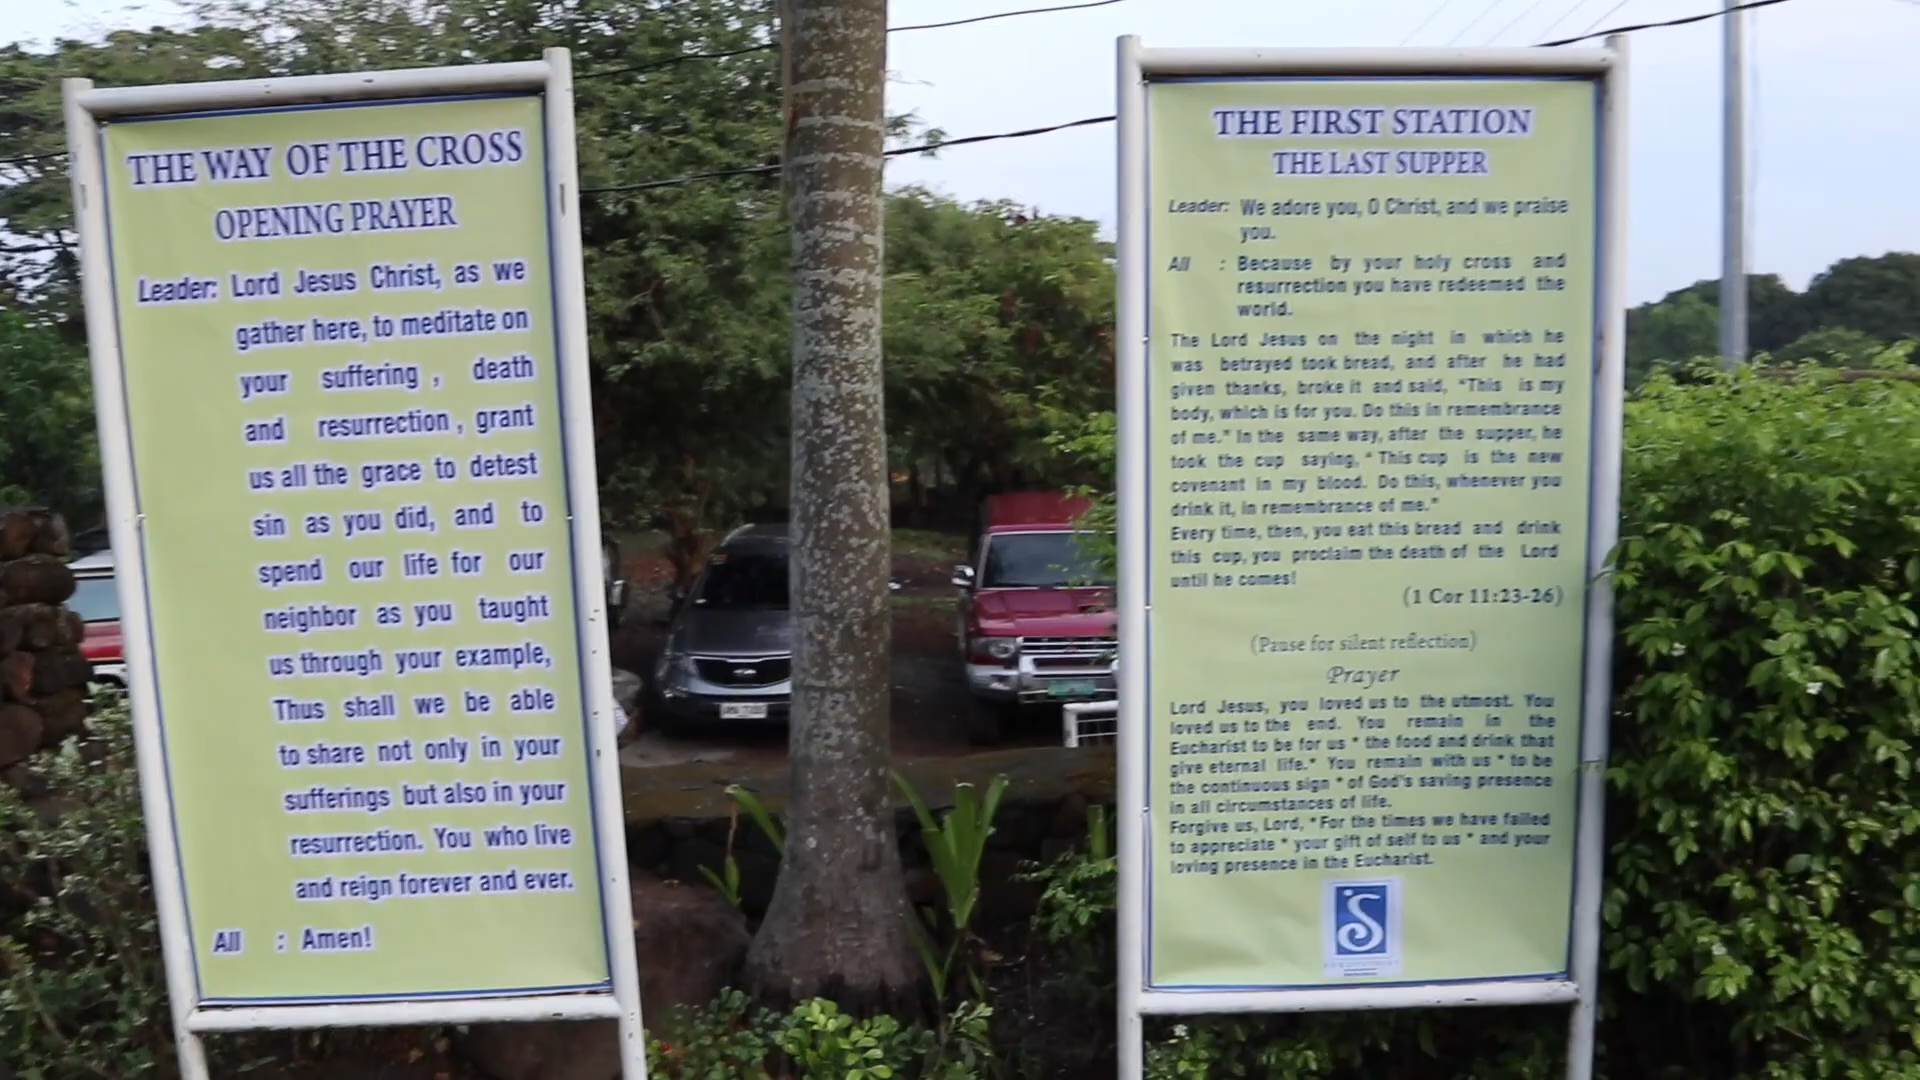 THE WAY OF THE CROSS
OPENING PRAYER
Leader: Lord Jesus Christ, as we
gather here, to meditate on
your suffering , death
and resurrection , grant
us all the grace to detest
sin as you did, and to
spend our life for our
neighbor as you taught
us through your example,
Thus shall we be able
to share not only in your
sufferings but also in your
resurrection. You who live
and reign forever and ever.
All : Amen!
THE FIRST STATION
THE LAST SUPPER
Leader: We adore you, O Christ, and we praise
you.
All : Because by your holy cross and
resurrection you have redeemed the
world.
The Lord Jesus on the night in which he
was betrayed took bread, and after he had
given thanks, broke it and said, "This is my
body, which is for you. Do this in remembrance
of me." In the same way, after the supper, he
took the cup saying, " This cup is the new
covenant in my blood. Do this, whenever you
drink it, in remembrance of me."
Every time, then, you eat this bread and drink
this cup, you proclaim the death of the Lord
until he comes!
(1 Cor 11:23-26)
(Pause for silent reflection)
Prayer
Lord Jesus, you loved us to the utmost. You
loved us to the end. You remain in the
Eucharist to be for us * the food and drink that
give eternal life.* You remain with us * to be
the continuous sign * of God's saving presence
in all circumstances of life.
Forgive us, Lord, *For the times we have failed
to appreciate * your gift of self to us * and your
loving presence in the Eucharist.
KIA